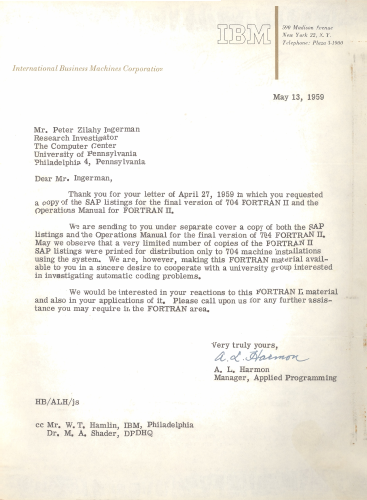 IBM
590 Madison Avenue
New York 22, N. Y.
Telephone: Plaza 3-1900
International Business Machines Corporation
May 13, 1959
Mr. Peter Zilahy Ingerman
Research Investigator
The Computer Center
University of Pennsylvania
Philadelphia 4, Pennsylvania
Dear Mr. Ingerman,
Thank you for your letter of April 27, 1959 in which you requested
a copy of the SAP listings for the final version of 704 FORTRAN II and the
Operations Manual for FORTRAN II.
We are sending to you under separate cover a copy of both the SAP
listings and the Operations Manual for the final version of 704 FORTRAN II.
May we observe that a very limited number of copies of the FORTRAN II
SAP listings were printed for distribution only to 704 machine installations
using the system. We are, however, making this FORTRAN material avail-
able to you in a sincere desire to cooperate with a university group interested
in investigating automatic coding problems.
We would be interested in your reactions to this FORTRAN II material
and also in your applications of it. Please call upon us for any further assis-
tance you may require in the FORTRAN area.
Very truly yours,
A. L. Harmon
A. L. Harmon
Manager, Applied Programming
HB/ALH/js
cc Mr. W. T. Hamlin, IBM, Philadelphia
Dr. M. A. Shader, DPDHQ